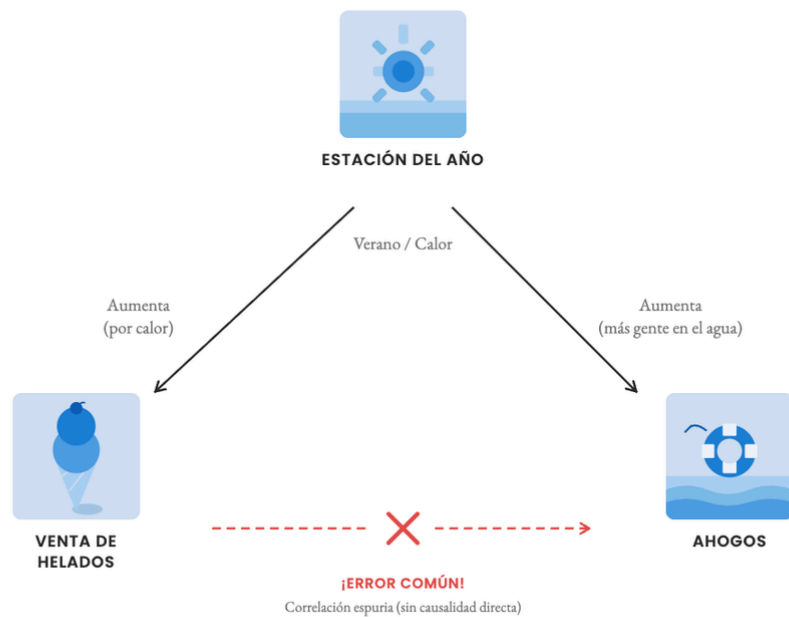 ESTACIÓN DEL AÑO
Verano / Calor
Aumenta
(por calor)
Aumenta
(más gente en el agua)
VENTA DE
HELADOS
AHOGOS
¡ERROR COMÚN!
Correlación espuria (sin causalidad directa)